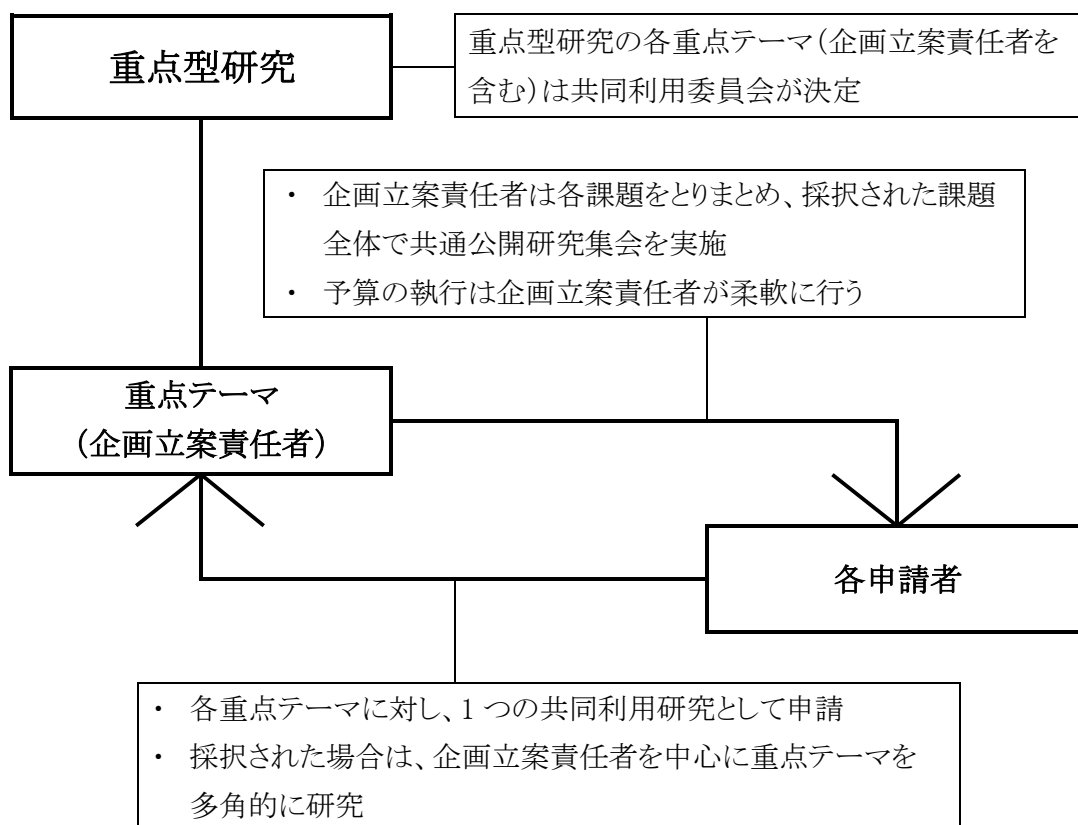 重点型研究
重点型研究の各重点テーマ(企画立案責任者を
含む)は共同利用委員会が決定
・ 企画立案責任者は各課題をとりまとめ、採択された課題
全体で共通公開研究集会を実施
・ 予算の執行は企画立案責任者が柔軟に行う
重点テーマ
(企画立案責任者)
各申請者
・ 各重点テーマに対し、1 つの共同利用研究として申請
・ 採択された場合は、企画立案責任者を中心に重点テーマを
多角的に研究